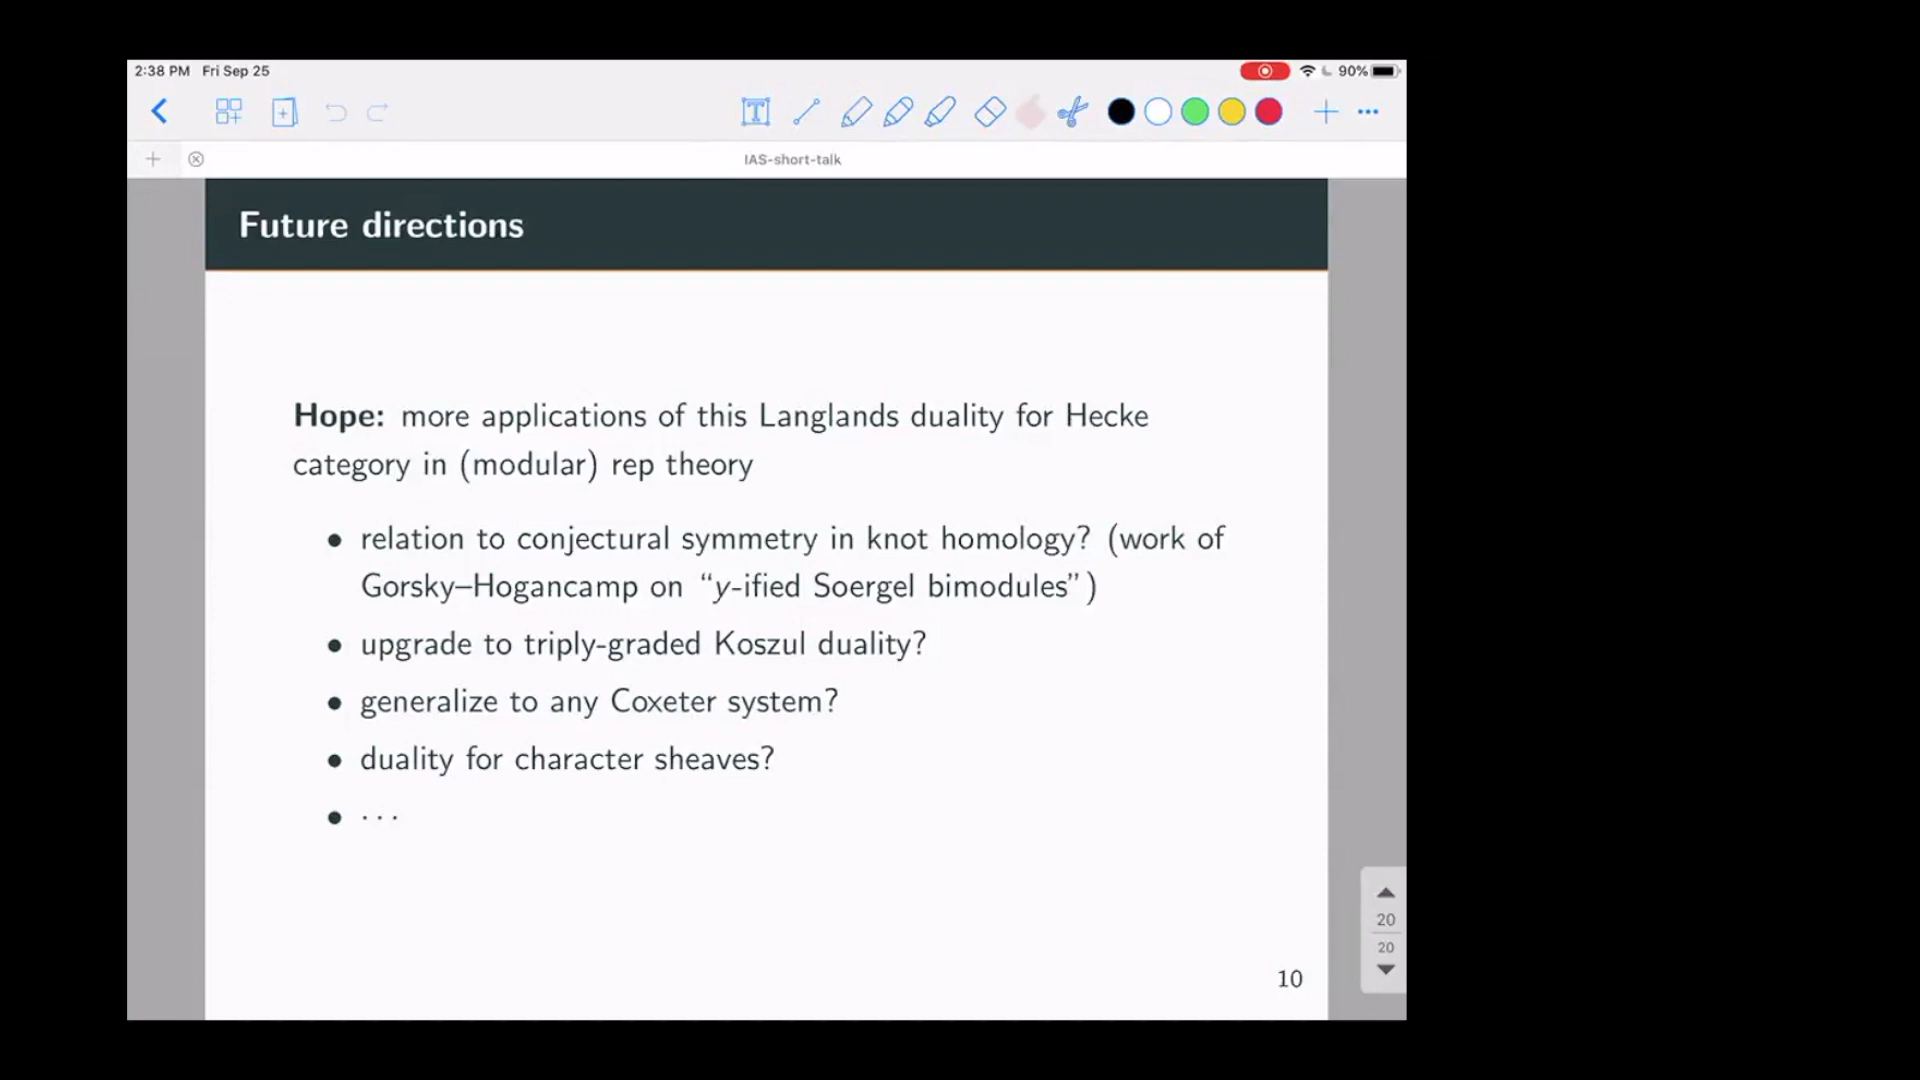 2:38 PM Fri Sep 25
90%
T
IAS-short-talk
Future directions
Hope: more applications of this Langlands duality for Hecke
category in (modular) rep theory
• relation to conjectural symmetry in knot homology? (work of
Gorsky–Hogancamp on “y-ified Soergel bimodules”)
• upgrade to triply-graded Koszul duality?
• generalize to any Coxeter system?
• duality for character sheaves?
• · · ·
20
20
10